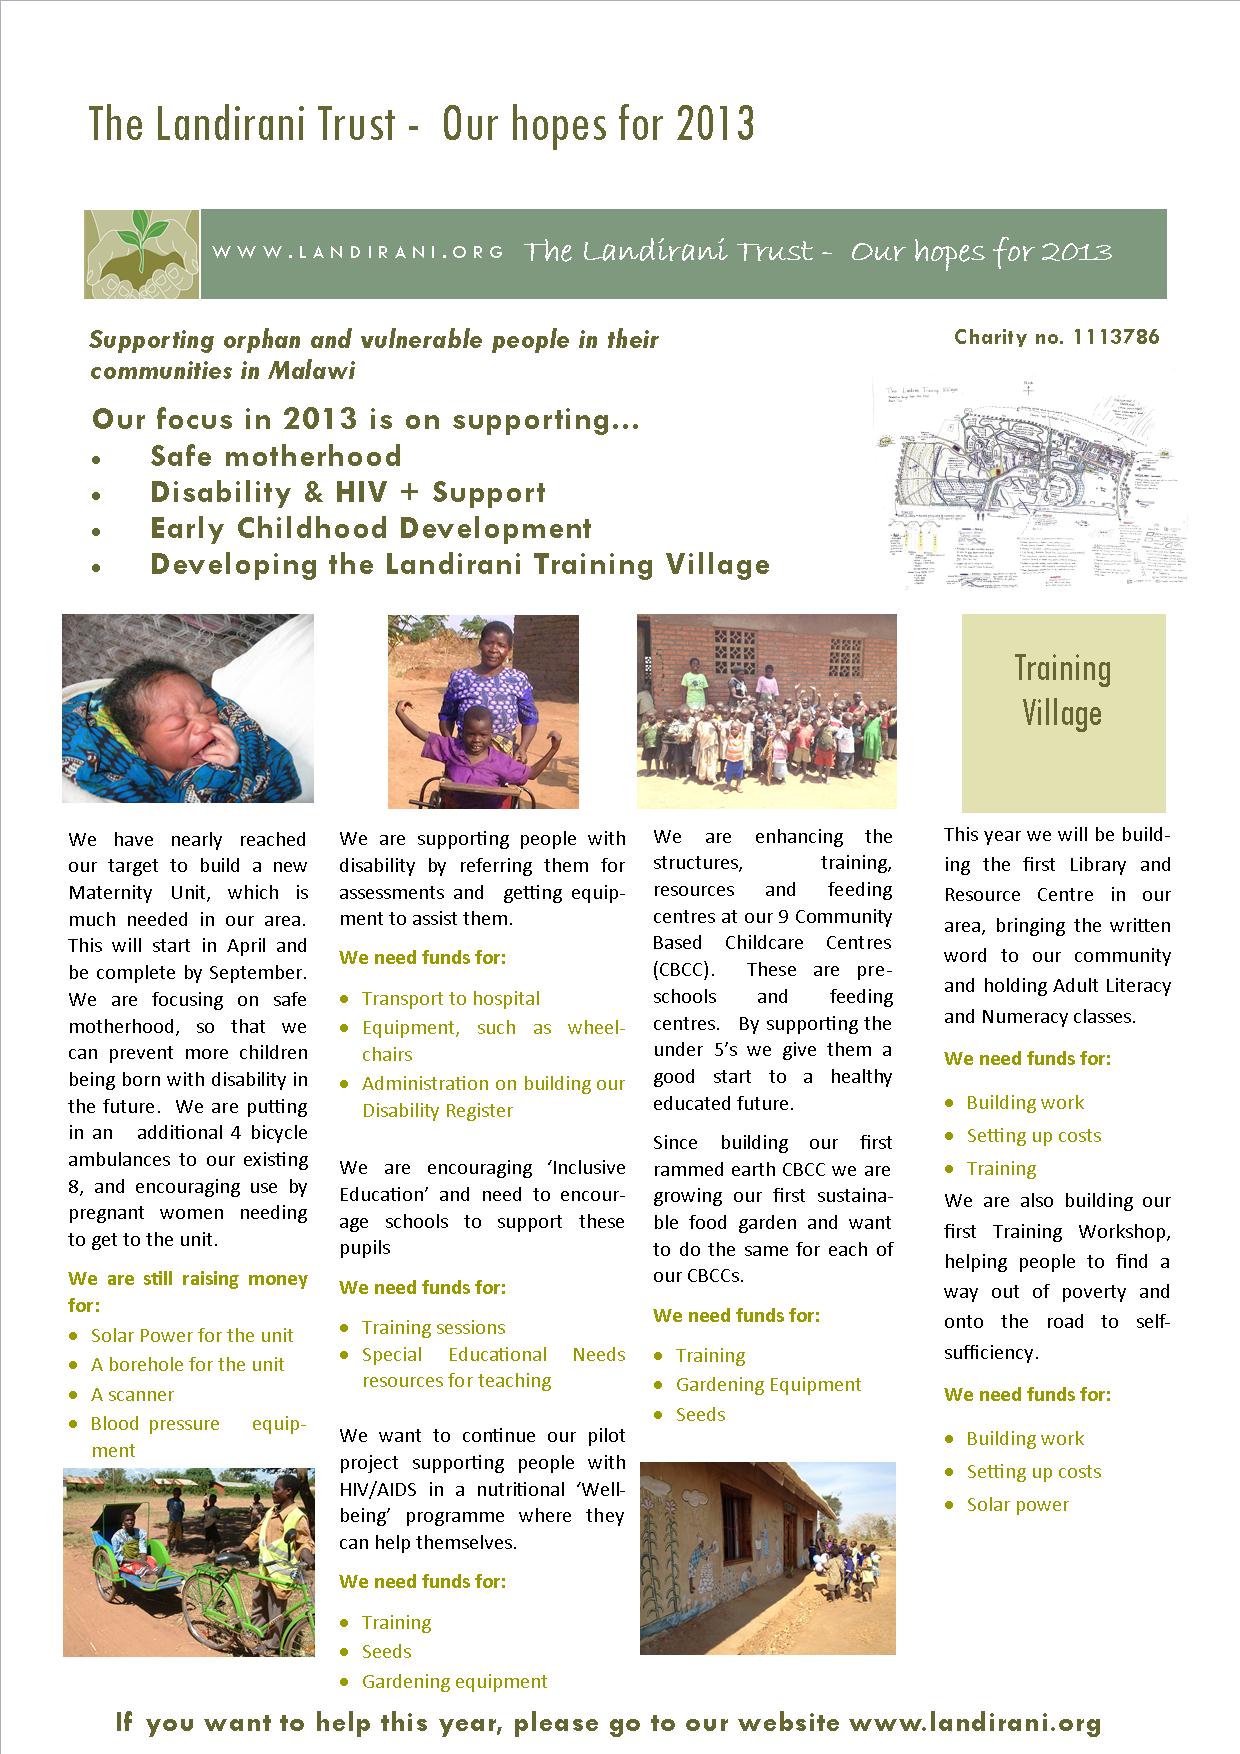 The Landirani Trust -  Our hopes for 2013
WWW.LANDIRANI.ORG The Landirani Trust -  Our hopes for 2013
Supporting orphan and vulnerable people in their
communities in Malawi
Charity no. 1113786
Our focus in 2013 is on supporting...
• Safe motherhood
• Disability & HIV + Support
• Early Childhood Development
• Developing the Landirani Training Village
The Landirani Training Village
We have nearly reached
our target to build a new
Maternity Unit, which is
much needed in our area.
This will start in April and
be complete by September.
We are focusing on safe
motherhood, so that we
can prevent more children
being born with disability in
the future.  We are putting
in an  additional 4 bicycle
ambulances to our existing
8, and encouraging use by
pregnant women needing
to get to the unit.
We are still raising money
for:
• Solar Power for the unit
• A borehole for the unit
• A scanner
• Blood pressure equip-
ment
We are supporting people with
disability by referring them for
assessments and  getting equip-
ment to assist them.
We need funds for:
• Transport to hospital
• Equipment, such as wheel-
chairs
• Administration on building our
Disability Register
We are encouraging ‘Inclusive
Education’ and need to encour-
age schools to support these
pupils
We need funds for:
• Training sessions
• Special Educational Needs
resources for teaching
We want to continue our pilot
project supporting people with
HIV/AIDS in a nutritional ‘Well-
being’ programme where they
can help themselves.
We need funds for:
• Training
• Seeds
• Gardening equipment
We are enhancing the
structures, training,
resources and feeding
centres at our 9 Community
Based Childcare Centres
(CBCC).  These are pre-
schools and feeding
centres.  By supporting the
under 5’s we give them a
good start to a healthy
educated future.
Since building our first
rammed earth CBCC we are
growing our first sustaina-
ble food garden and want
to do the same for each of
our CBCCs.
We need funds for:
• Training
• Gardening Equipment
• Seeds
Training
Village
This year we will be build-
ing the first Library and
Resource Centre in our
area, bringing the written
word to our community
and holding Adult Literacy
and Numeracy classes.
We need funds for:
• Building work
• Setting up costs
• Training
We are also building our
first Training Workshop,
helping people to find a
way out of poverty and
onto the road to self-
sufficiency.
We need funds for:
• Building work
• Setting up costs
• Solar power
If you want to help this year, please go to our website www.landirani.org